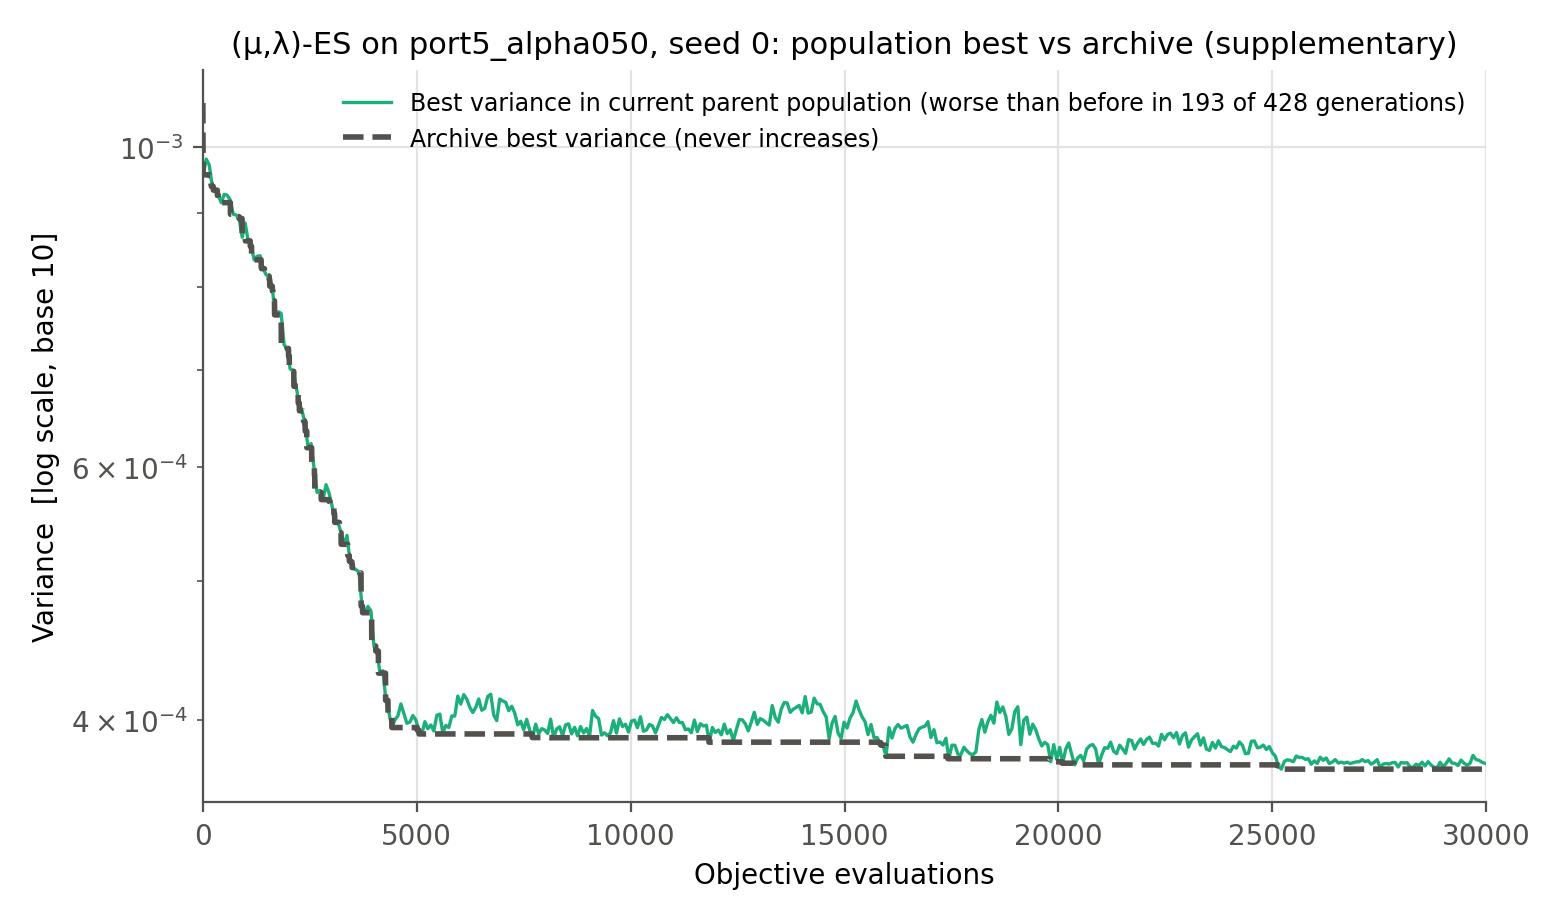 (μ,λ)-ES on port5_alpha050, seed 0: population best vs archive (supplementary)
Best variance in current parent population (worse than before in 193 of 428 generations)
Archive best variance (never increases)
Variance [log scale, base 10]
10⁻³
6 × 10⁻⁴
4 × 10⁻⁴
0 5000 10000 15000 20000 25000 30000
Objective evaluations